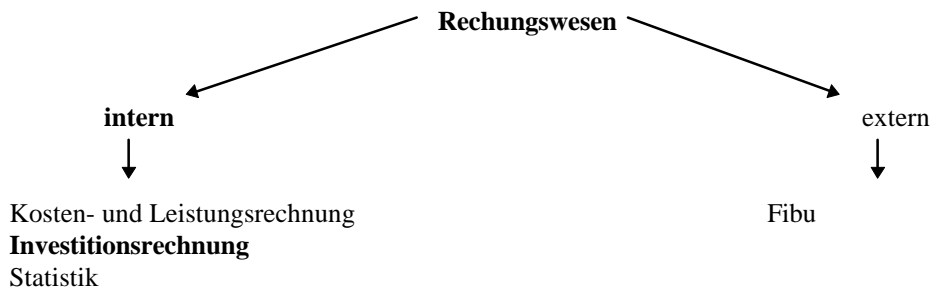 Rechungswesen
intern
extern
Kosten- und Leistungsrechnung
Fibu
Investitionsrechnung
Statistik